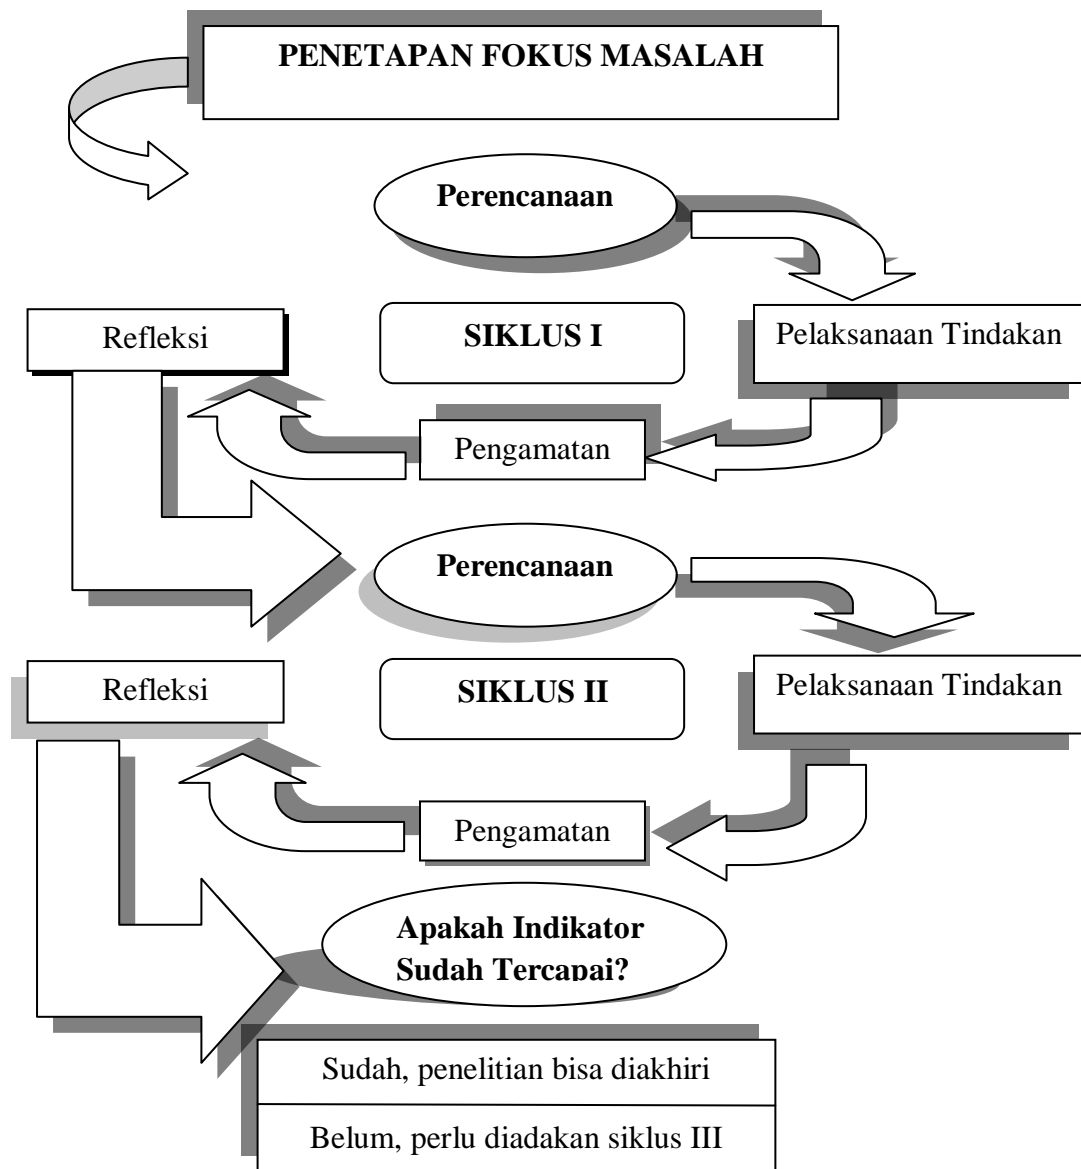 PENETAPAN FOKUS MASALAH
Perencanaan
Refleksi
SIKLUS I
Pelaksanaan Tindakan
Pengamatan
Perencanaan
Refleksi
SIKLUS II
Pelaksanaan Tindakan
Pengamatan
Apakah Indikator
Sudah Tercapai?
Sudah, penelitian bisa diakhiri
Belum, perlu diadakan siklus III